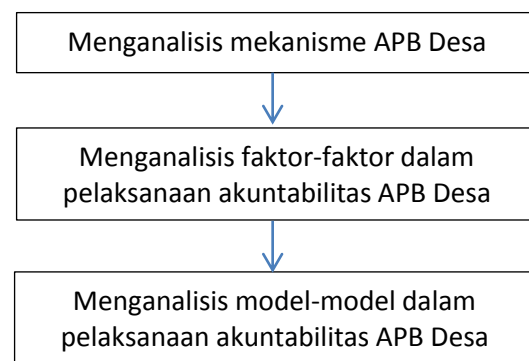 Menganalisis mekanisme APB Desa
Menganalisis faktor-faktor dalam
pelaksanaan akuntabilitas APB Desa
Menganalisis model-model dalam
pelaksanaan akuntabilitas APB Desa